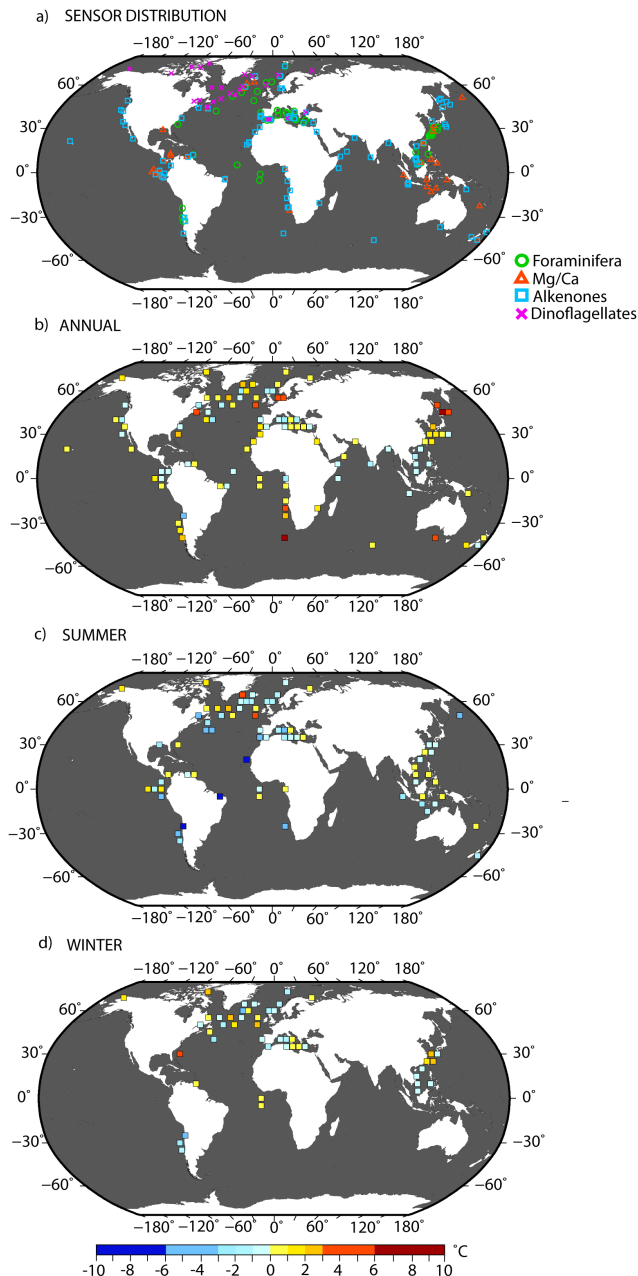 a) SENSOR DISTRIBUTION
−180° −120° −60° 0° 60° 120° 180°
60°
30°
0°
−30°
−60°
Foraminifera
Mg/Ca
Alkenones
Dinoflagellates
−180° −120° −60° 0° 60° 120° 180°
b) ANNUAL
−180° −120° −60° 0° 60° 120° 180°
60° 60°
30° 30°
0° 0°
−30° −30°
−60° −60°
−180° −120° −60° 0° 60° 120° 180°
c) SUMMER
−180° −120° −60° 0° 60° 120° 180°
60° 60°
30° 30°
0° 0°
−30° −30°
−60° −60°
−180° −120° −60° 0° 60° 120° 180°
d) WINTER
−180° −120° −60° 0° 60° 120° 180°
60° 60°
30° 30°
0° 0°
−30° −30°
−60° −60°
−180° −120° −60° 0° 60° 120° 180°
°C
-10 -8 -6 -4 -2 0 2 4 6 8 10